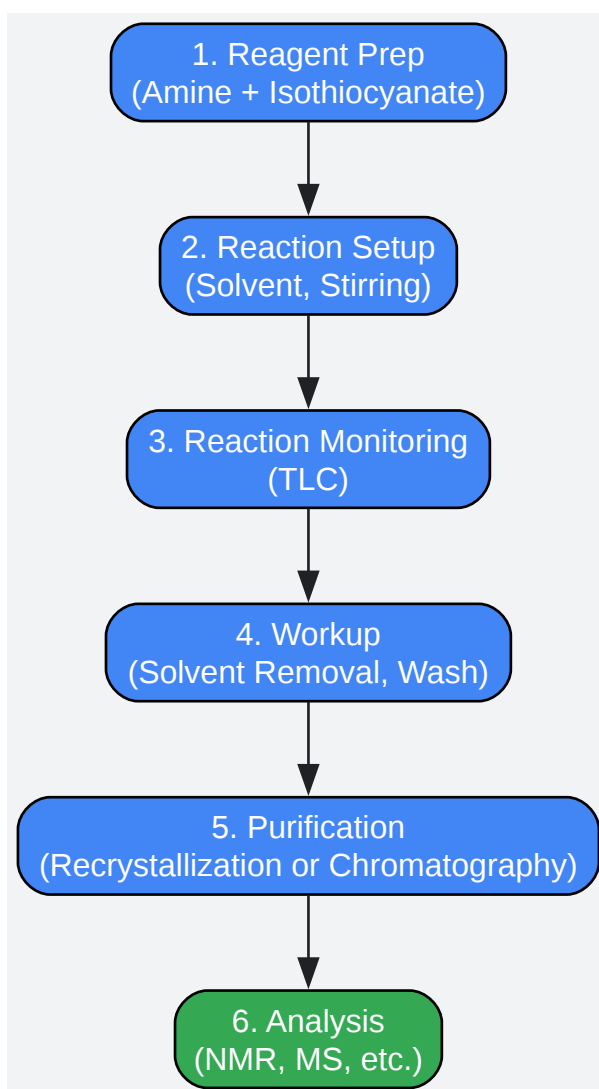 1. Reagent Prep
(Amine + Isothiocyanate)
2. Reaction Setup
(Solvent, Stirring)
3. Reaction Monitoring
(TLC)
4. Workup
(Solvent Removal, Wash)
5. Purification
(Recrystallization or Chromatography)
6. Analysis
(NMR, MS, etc.)